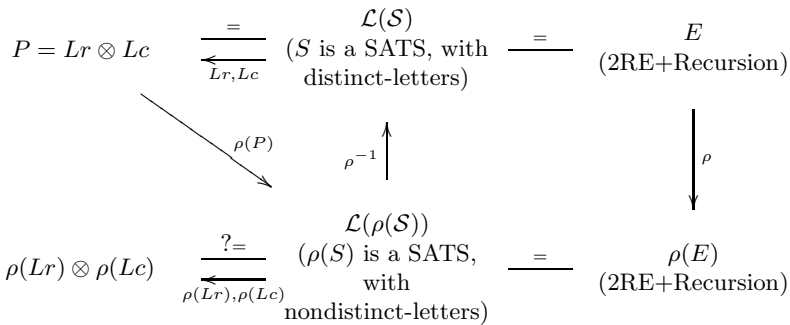 P = Lr ⊗ Lc
=
Lr,Lc
𝓛(𝒮)
(S is a SATS, with
distinct-letters)
=
E
(2RE+Recursion)
ρ(P)
ρ⁻¹
ρ
ρ(Lr) ⊗ ρ(Lc)
?=
ρ(Lr),ρ(Lc)
𝓛(ρ(𝒮))
(ρ(S) is a SATS,
with
nondistinct-letters)
=
ρ(E)
(2RE+Recursion)